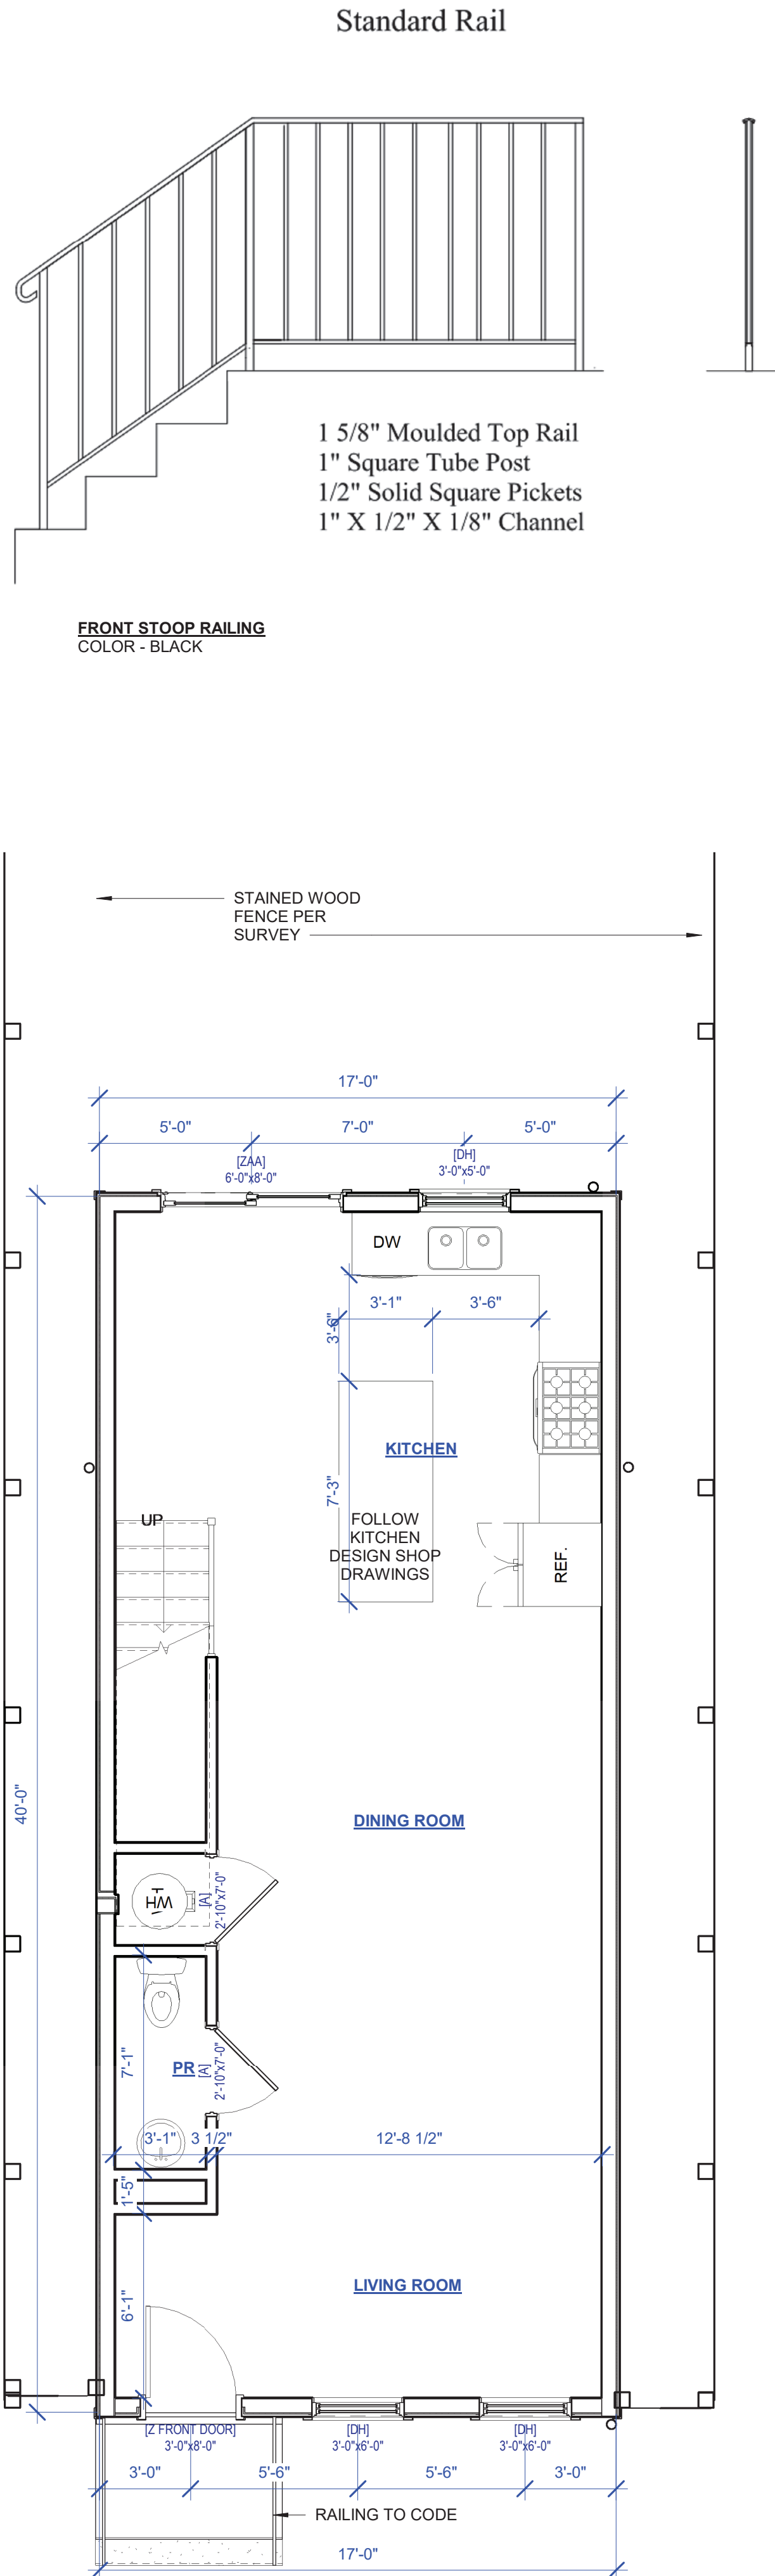 Standard Rail
1 5/8" Moulded Top Rail
1" Square Tube Post
1/2" Solid Square Pickets
1" X 1/2" X 1/8" Channel
FRONT STOOP RAILING
COLOR - BLACK
STAINED WOOD
FENCE PER
SURVEY
17'-0"
5'-0" 7'-0" 5'-0"
[ZAA]
6'-0"x8'-0"
[DH]
3'-0"x5'-0"
DW
3'-1" 3'-6"
3'-6"
KITCHEN
7'-3"
UP
FOLLOW
KITCHEN
DESIGN SHOP
DRAWINGS
REF.
40'-0"
DINING ROOM
WH
[A]
2'-10"x7'-0"
7'-1"
PR
[A]
2'-10"x7'-0"
3'-1" 3 1/2" 12'-8 1/2"
1'-5"
LIVING ROOM
6'-1"
[Z FRONT DOOR]
3'-0"x8'-0"
[DH]
3'-0"x6'-0"
[DH]
3'-0"x6'-0"
3'-0" 5'-6" 5'-6" 3'-0"
RAILING TO CODE
17'-0"